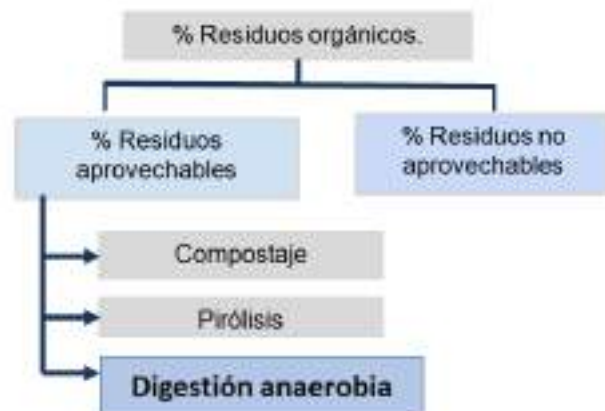 % Residuos orgánicos.
% Residuos
aprovechables
% Residuos no
aprovechables
Compostaje
Pirólisis
Digestión anaerobia